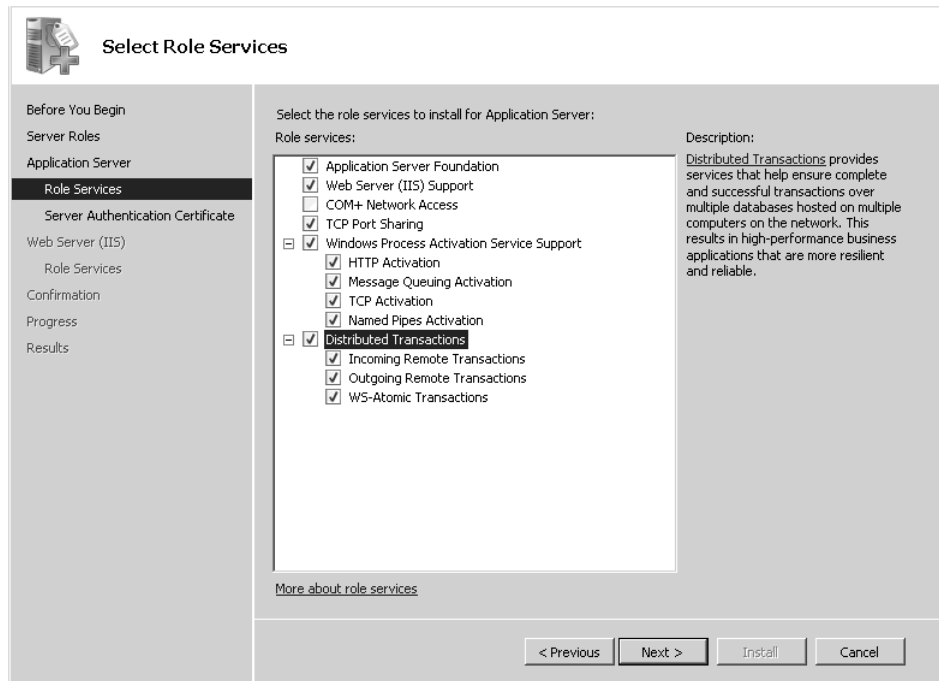 Select Role Services
Before You Begin
Server Roles
Application Server
Role Services
Server Authentication Certificate
Web Server (IIS)
Role Services
Confirmation
Progress
Results
Select the role services to install for Application Server:
Role services:
Application Server Foundation
Web Server (IIS) Support
COM+ Network Access
TCP Port Sharing
Windows Process Activation Service Support
HTTP Activation
Message Queuing Activation
TCP Activation
Named Pipes Activation
Distributed Transactions
Incoming Remote Transactions
Outgoing Remote Transactions
WS-Atomic Transactions
More about role services
Description:
Distributed Transactions provides
services that help ensure complete
and successful transactions over
multiple databases hosted on multiple
computers on the network. This
results in high-performance business
applications that are more resilient
and reliable.
< Previous
Next >
Install
Cancel